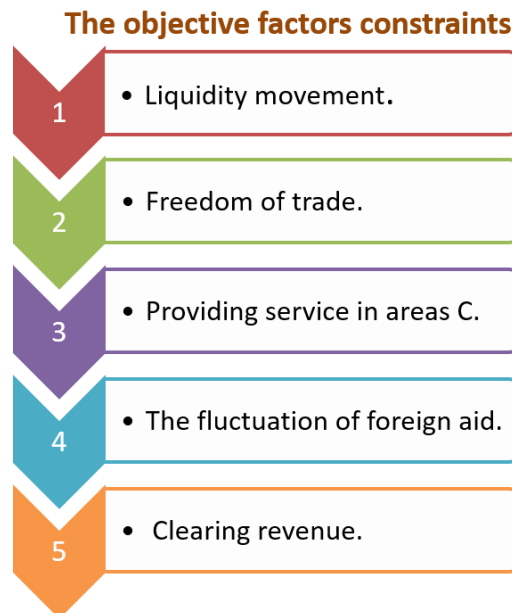 The objective factors constraints
1
• Liquidity movement.
2
• Freedom of trade.
3
• Providing service in areas C.
4
• The fluctuation of foreign aid.
5
• Clearing revenue.